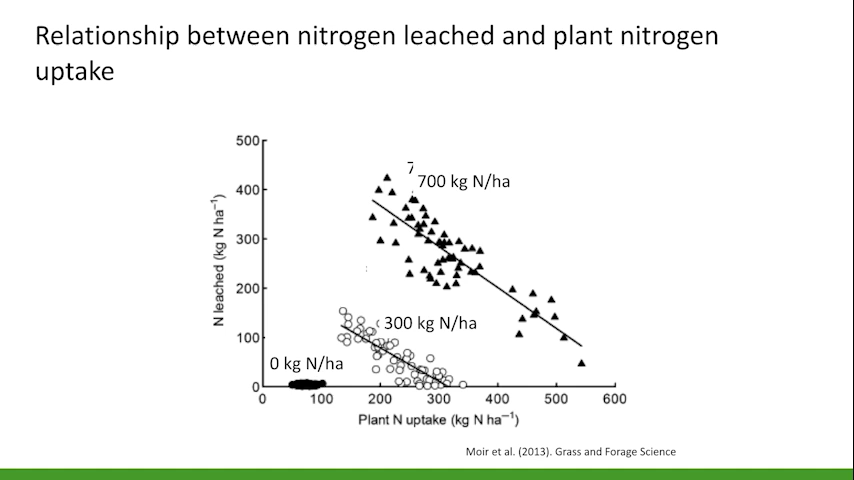 Relationship between nitrogen leached and plant nitrogen
uptake
500
7
700 kg N/ha
400
300
N leached (kg N ha⁻¹)
200
300 kg N/ha
100
0 kg N/ha
0
0 100 200 300 400 500 600
Plant N uptake (kg N ha⁻¹)
Moir et al. (2013). Grass and Forage Science